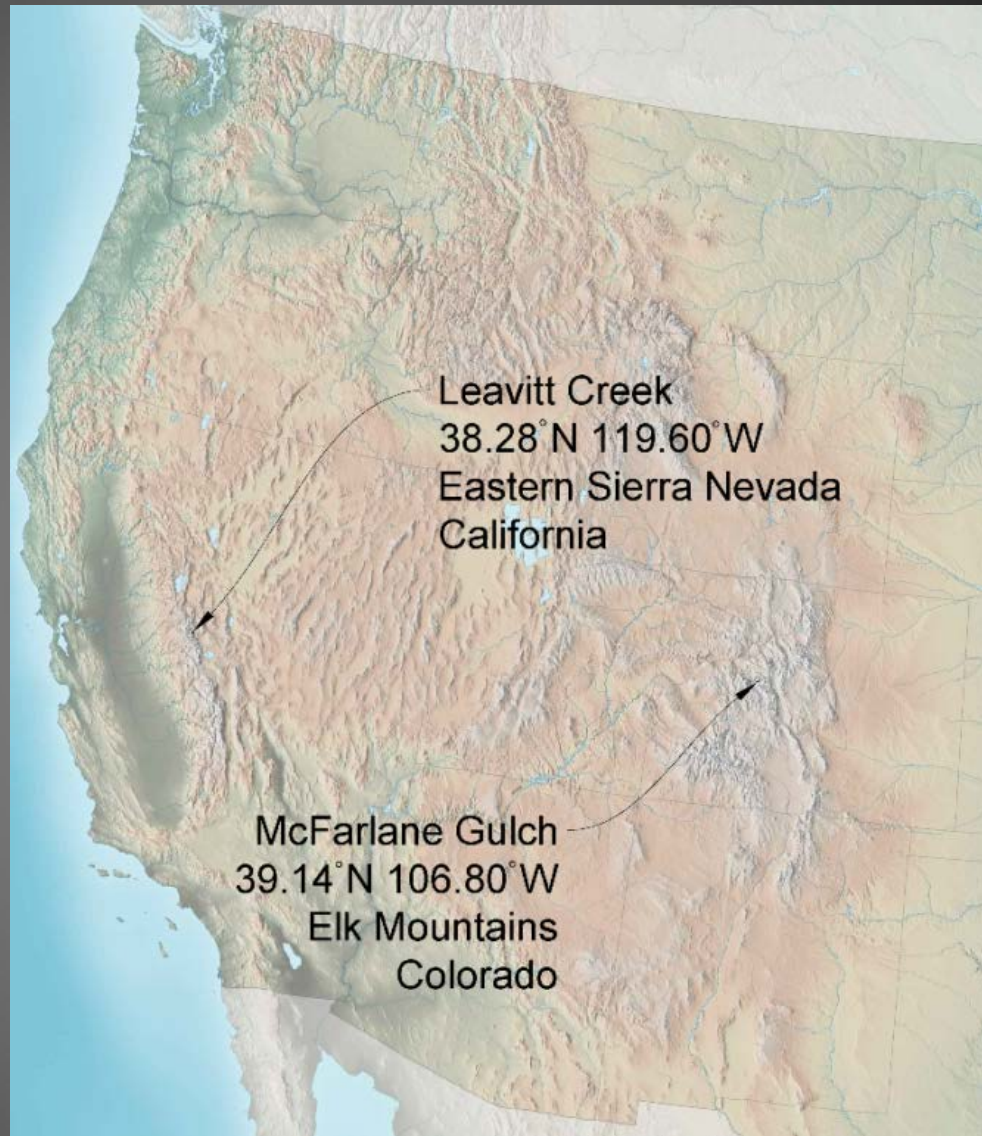 Leavitt Creek
38.28°N 119.60°W
Eastern Sierra Nevada
California
McFarlane Gulch
39.14°N 106.80°W
Elk Mountains
Colorado